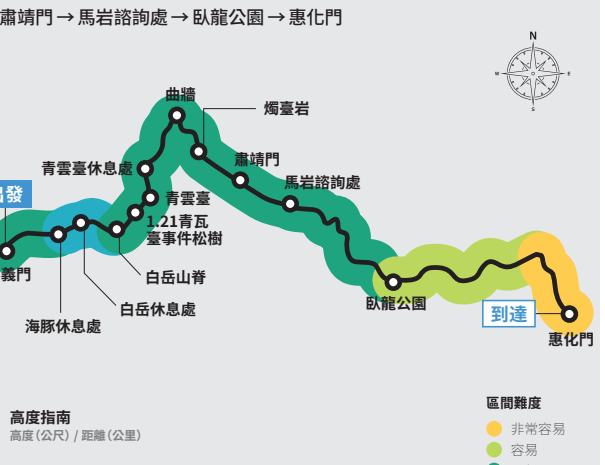 肅靖門 → 馬岩諮詢處 → 臥龍公園 → 惠化門
N
W
E
S
曲牆
燭臺岩
肅靖門
青雲臺休息處
馬岩諮詢處
出發
青雲臺
1.21青瓦
臺事件松樹
義門
白岳山脊
白岳休息處
海豚休息處
臥龍公園
到達
惠化門
高度指南
高度(公尺) / 距離(公里)
區間難度
非常容易
容易